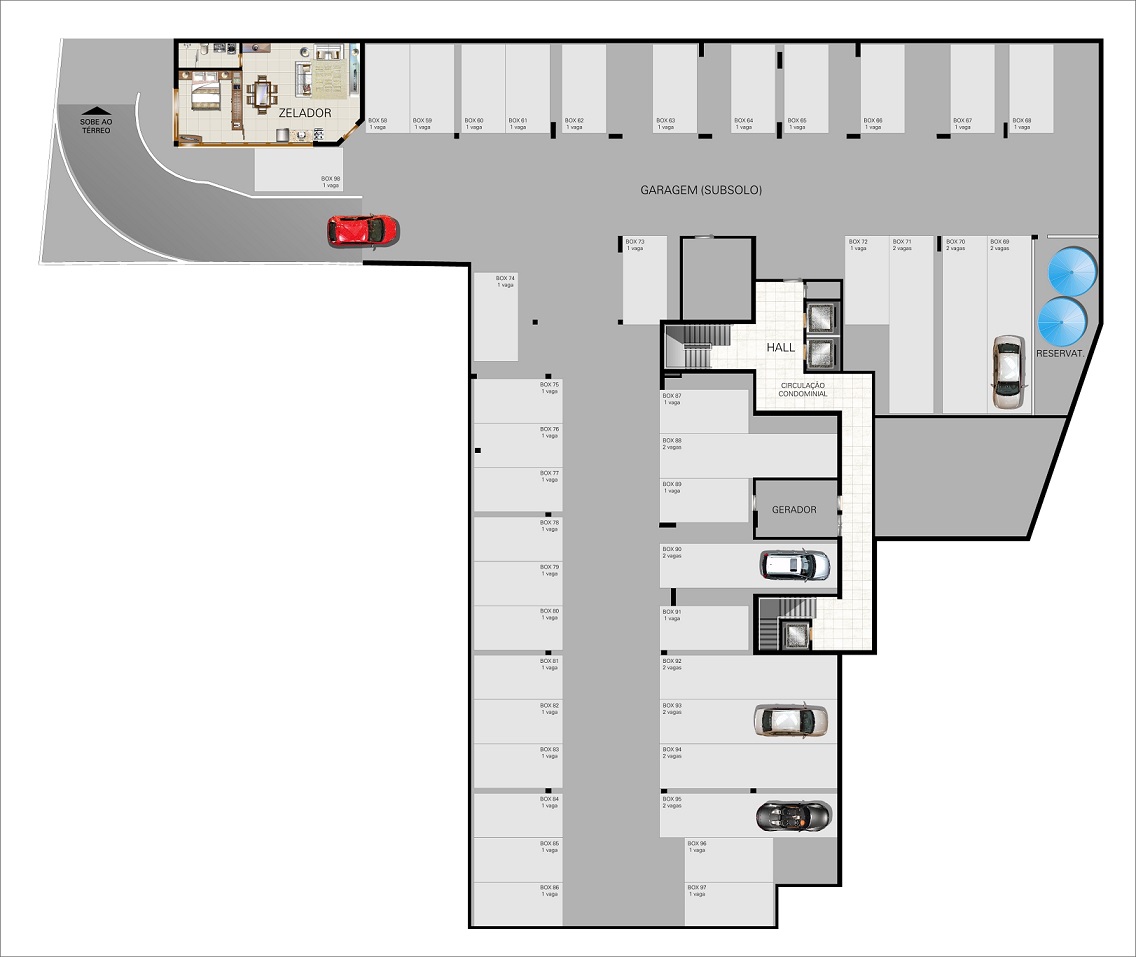 SOBE AO
TÉRREO
ZELADOR
BOX 58
1 vaga
BOX 59
1 vaga
BOX 60
1 vaga
BOX 61
1 vaga
BOX 62
1 vaga
BOX 63
1 vaga
BOX 64
1 vaga
BOX 65
1 vaga
BOX 66
1 vaga
BOX 67
1 vaga
BOX 68
1 vaga
BOX 98
1 vaga
GARAGEM (SUBSOLO)
BOX 73
1 vaga
BOX 72
1 vaga
BOX 71
2 vagas
BOX 70
2 vagas
BOX 69
2 vagas
BOX 74
1 vaga
HALL
RESERVAT.
CIRCULAÇÃO
CONDOMINIAL
BOX 75
1 vaga
BOX 87
1 vaga
BOX 76
1 vaga
BOX 88
2 vagas
BOX 77
1 vaga
BOX 89
1 vaga
GERADOR
BOX 78
1 vaga
BOX 90
2 vagas
BOX 79
1 vaga
BOX 80
1 vaga
BOX 91
1 vaga
BOX 81
1 vaga
BOX 92
2 vagas
BOX 82
1 vaga
BOX 93
2 vagas
BOX 83
1 vaga
BOX 94
2 vagas
BOX 84
1 vaga
BOX 95
2 vagas
BOX 85
1 vaga
BOX 96
1 vaga
BOX 86
1 vaga
BOX 97
1 vaga